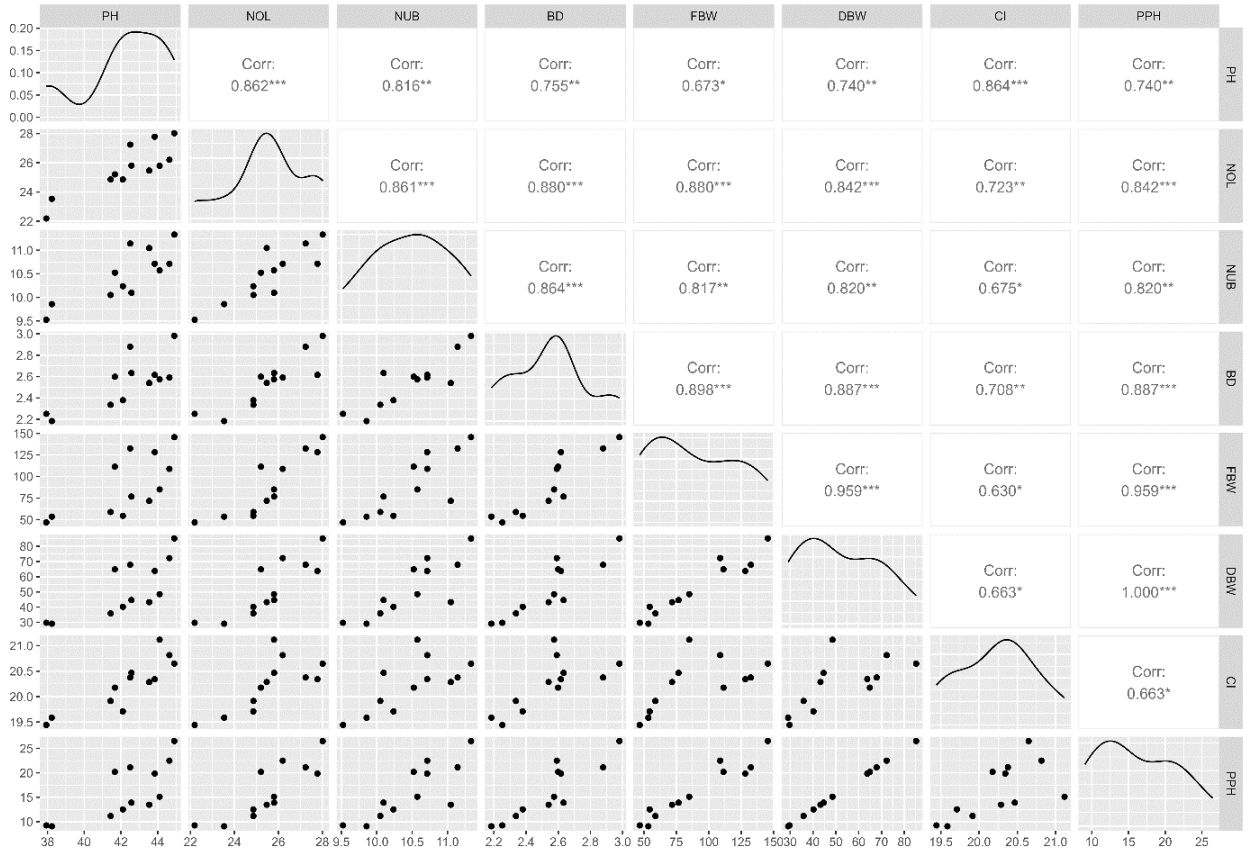 PH NOL NUB BD FBW DBW CI PPH
0.20
0.15
0.10
0.05
0.00
Corr: Corr: Corr: Corr: Corr: Corr: Corr:
0.862*** 0.816** 0.755** 0.673* 0.740** 0.864*** 0.740**
PH
28
26
24
22
Corr: Corr: Corr: Corr: Corr: Corr:
0.861*** 0.880*** 0.880*** 0.842*** 0.723** 0.842***
NOL
11.0
10.5
10.0
9.5
Corr: Corr: Corr: Corr: Corr:
0.864*** 0.817** 0.820** 0.675* 0.820**
NUB
3.0
2.8
2.6
2.4
2.2
Corr: Corr: Corr: Corr:
0.898*** 0.887*** 0.708** 0.887***
BD
150
125
100
75
50
Corr: Corr: Corr:
0.959*** 0.630* 0.959***
FBW
80
70
60
50
40
30
Corr: Corr:
0.663* 1.000***
DBW
21.0
20.5
20.0
19.5
Corr:
0.663*
CI
25
20
15
10
PPH
38 40 42 44 22 24 26 28 9.5 10.0 10.5 11.0 2.2 2.4 2.6 2.8 3.0 50 75 100 125 150 30 40 50 60 70 80 19.5 20.0 20.5 21.0 10 15 20 25